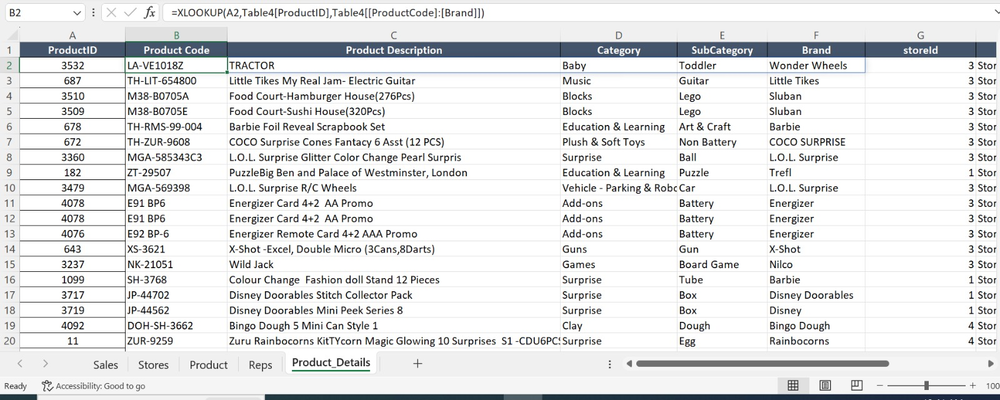 B2 fx =XLOOKUP(A2,Table4[ProductID],Table4[[ProductCode]:[Brand]])
A B C D E F G
1 ProductID Product Code Product Description Category SubCategory Brand storeId
2 3532 LA-VE1018Z TRACTOR Baby Toddler Wonder Wheels 3 Stor
3 687 TH-LIT-654800 Little Tikes My Real Jam- Electric Guitar Music Guitar Little Tikes 3 Stor
4 3510 M38-B0705A Food Court-Hamburger House(276Pcs) Blocks Lego Sluban 3 Stor
5 3509 M38-B0705E Food Court-Sushi House(320Pcs) Blocks Lego Sluban 3 Stor
6 678 TH-RMS-99-004 Barbie Foil Reveal Scrapbook Set Education & Learning Art & Craft Barbie 3 Stor
7 672 TH-ZUR-9608 COCO Surprise Cones Fantacy 6 Asst (12 PCS) Plush & Soft Toys Non Battery COCO SURPRISE 3 Stor
8 3360 MGA-585343C3 L.O.L. Surprise Glitter Color Change Pearl Surpris Surprise Ball L.O.L. Surprise 3 Stor
9 182 ZT-29507 PuzzleBig Ben and Palace of Westminster, London Education & Learning Puzzle Trefl 1 Stor
10 3479 MGA-569398 L.O.L. Surprise R/C Wheels Vehicle - Parking & Robo Car L.O.L. Surprise 3 Stor
11 4078 E91 BP6 Energizer Card 4+2  AA Promo Add-ons Battery Energizer 3 Stor
12 4078 E91 BP6 Energizer Card 4+2  AA Promo Add-ons Battery Energizer 3 Stor
13 4076 E92 BP-6 Energizer Remote Card 4+2 AAA Promo Add-ons Battery Energizer 3 Stor
14 643 XS-3621 X-Shot -Excel, Double Micro (3Cans,8Darts) Guns Gun X-Shot 3 Stor
15 3237 NK-21051 Wild Jack Games Board Game Nilco 3 Stor
16 1099 SH-3768 Colour Change  Fashion doll Stand 12 Pieces Surprise Tube Barbie 1 Stor
17 3717 JP-44702 Disney Doorables Stitch Collector Pack Surprise Box Disney Doorables 1 Stor
18 3719 JP-44562 Disney Doorables Mini Peek Series 8 Surprise Box Disney 1 Stor
19 4092 DOH-SH-3662 Bingo Dough 5 Mini Can Style 1 Clay Dough Bingo Dough 4 Stor
20 11 ZUR-9259 Zuru Rainbocorns KitTYcorn Magic Glowing 10 Surprises  S1 -CDU6PCS Surprise Egg Rainbocorns 4 Stor
Sales Stores Product Reps Product_Details +
Ready Accessibility: Good to go 100